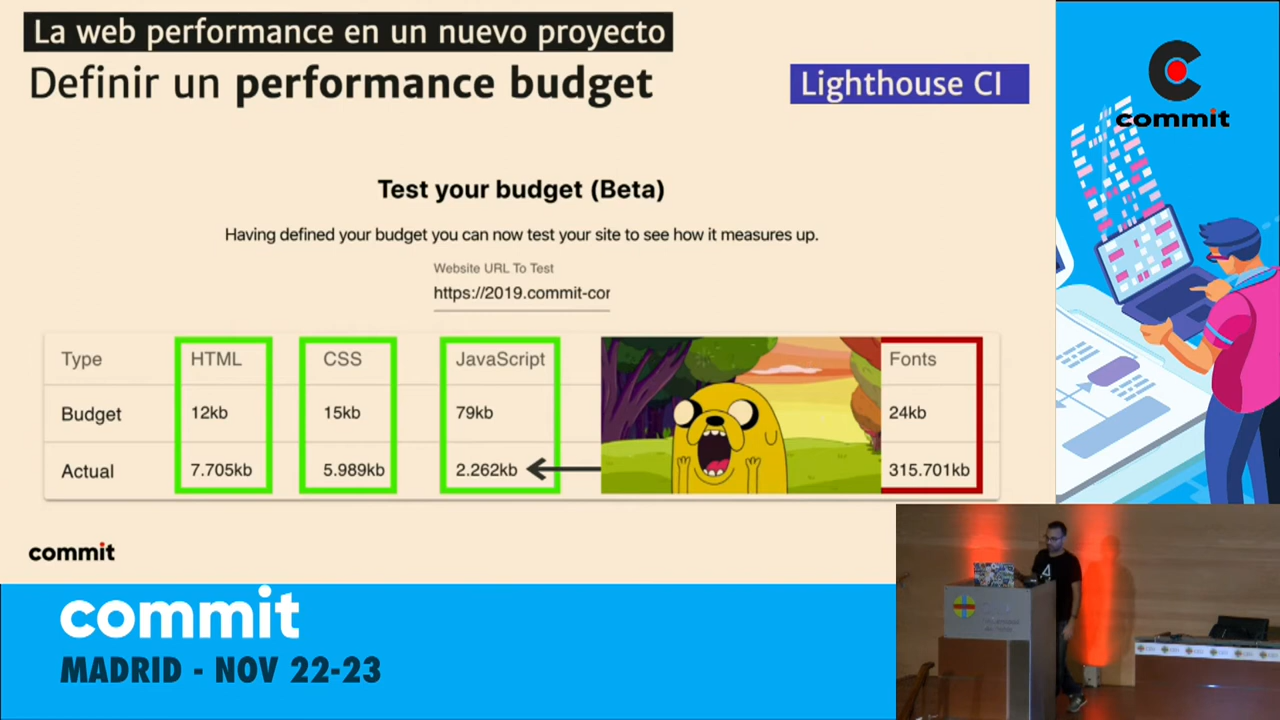 La web performance en un nuevo proyecto
Definir un performance budget
Lighthouse CI
commit
Test your budget (Beta)
Having defined your budget you can now test your site to see how it measures up.
Website URL To Test
https://2019.commit-cor
Type HTML CSS JavaScript Fonts
Budget 12kb 15kb 79kb 24kb
Actual 7.705kb 5.989kb 2.262kb 315.701kb
commit
commit
MADRID - NOV 22-23